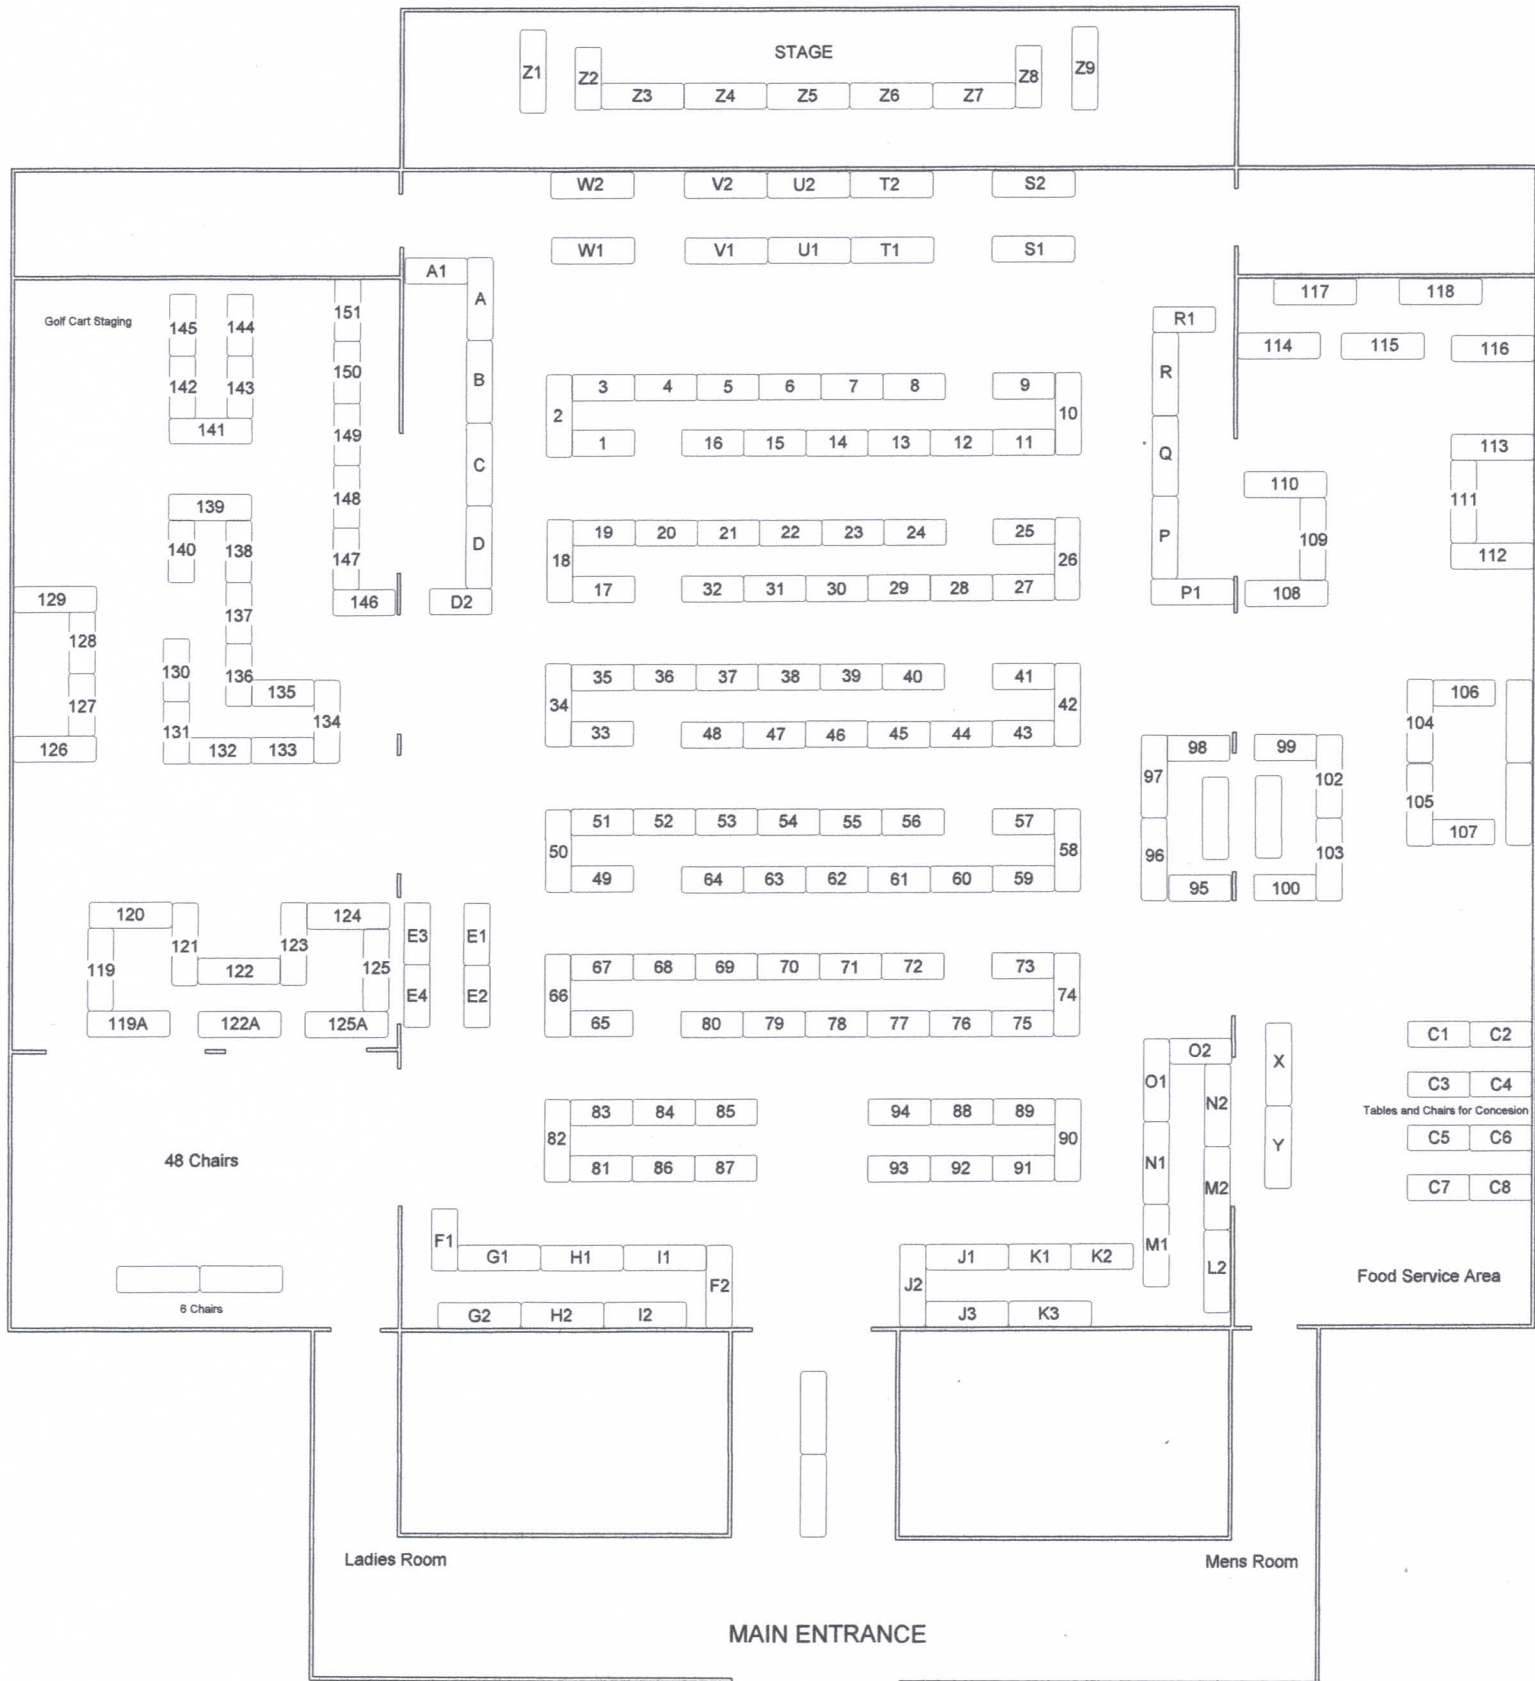 STAGE
Z1
Z2
Z8
Z9
Z3 Z4 Z5 Z6 Z7
W2 V2 U2 T2 S2
W1 V1 U1 T1 S1
A1
A
B
C
D
D2
Golf Cart Staging
145 144
142 143
141
151
150
149
148
147
146
139
140 138
137
136
135
134
130
131
132 133
129
128
127
126
117 118
114 115 116
R1
R
Q
P
P1
113
111
112
110
109
108
3 4 5 6 7 8 9
2 10
1 16 15 14 13 12 11
19 20 21 22 23 24 25
18 26
17 32 31 30 29 28 27
35 36 37 38 39 40 41
34 42
33 48 47 46 45 44 43
51 52 53 54 55 56 57
50 58
49 64 63 62 61 60 59
67 68 69 70 71 72 73
66 74
65 80 79 78 77 76 75
83 84 85 94 88 89
82 90
81 86 87 93 92 91
98 99
97 102
96 103
95 100
106
104
105
107
120 124
121 123
119 122 125
119A 122A 125A
E3 E1
E4 E2
48 Chairs
6 Chairs
F1
G1 H1 I1
F2
G2 H2 I2
J1 K1 K2
J2
J3 K3
O2
O1
N2
N1
M2
M1
L2
X
Y
C1 C2
C3 C4
Tables and Chairs for Concesion
C5 C6
C7 C8
Food Service Area
Ladies Room
Mens Room
MAIN ENTRANCE